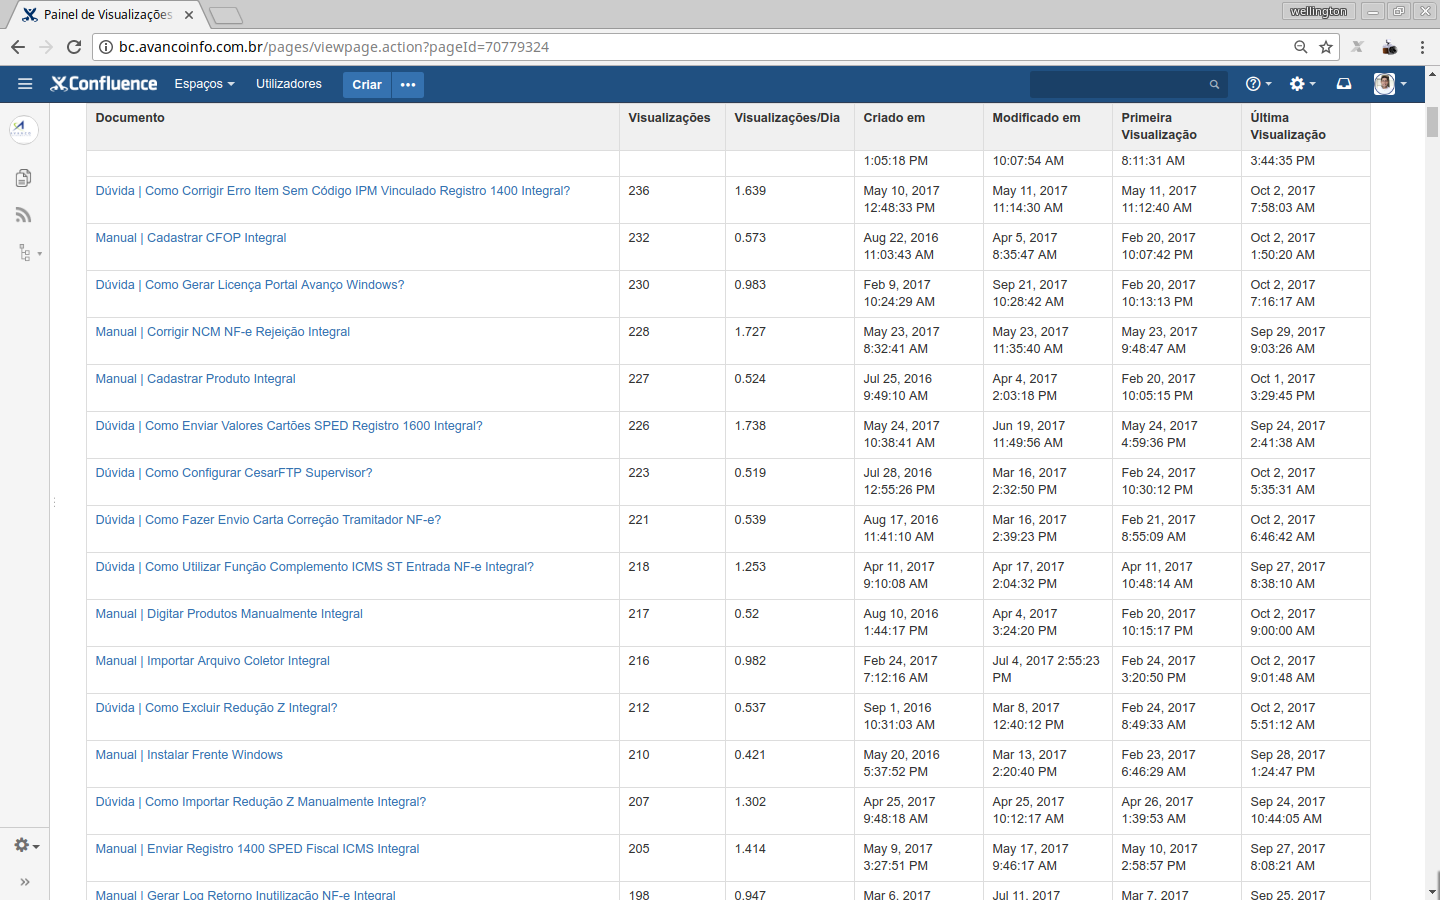 Painel de Visualizações
wellington
bc.avancoinfo.com.br/pages/viewpage.action?pageId=70779324
Confluence Espaços Utilizadores Criar
Documento Visualizações Visualizações/Dia Criado em Modificado em Primeira Visualização Última Visualização
1:05:18 PM 10:07:54 AM 8:11:31 AM 3:44:35 PM
Dúvida | Como Corrigir Erro Item Sem Código IPM Vinculado Registro 1400 Integral? 236 1.639 May 10, 2017 May 11, 2017 May 11, 2017 Oct 2, 2017
12:48:33 PM 11:14:30 AM 11:12:40 AM 7:58:03 AM
Manual | Cadastrar CFOP Integral 232 0.573 Aug 22, 2016 Apr 5, 2017 Feb 20, 2017 Oct 2, 2017
11:03:43 AM 8:35:47 AM 10:07:42 PM 1:50:20 AM
Dúvida | Como Gerar Licença Portal Avanço Windows? 230 0.983 Feb 9, 2017 Sep 21, 2017 Feb 20, 2017 Oct 2, 2017
10:24:29 AM 10:28:42 AM 10:13:13 PM 7:16:17 AM
Manual | Corrigir NCM NF-e Rejeição Integral 228 1.727 May 23, 2017 May 23, 2017 May 23, 2017 Sep 29, 2017
8:32:41 AM 11:35:40 AM 9:48:47 AM 9:03:26 AM
Manual | Cadastrar Produto Integral 227 0.524 Jul 25, 2016 Apr 4, 2017 Feb 20, 2017 Oct 1, 2017
9:49:10 AM 2:03:18 PM 10:05:15 PM 3:29:45 PM
Dúvida | Como Enviar Valores Cartões SPED Registro 1600 Integral? 226 1.738 May 24, 2017 Jun 19, 2017 May 24, 2017 Sep 24, 2017
10:38:41 AM 11:49:56 AM 4:59:36 PM 2:41:38 AM
Dúvida | Como Configurar CesarFTP Supervisor? 223 0.519 Jul 28, 2016 Mar 16, 2017 Feb 24, 2017 Oct 2, 2017
12:55:26 PM 2:32:50 PM 10:30:12 PM 5:35:31 AM
Dúvida | Como Fazer Envio Carta Correção Tramitador NF-e? 221 0.539 Aug 17, 2016 Mar 16, 2017 Feb 21, 2017 Oct 2, 2017
11:41:10 AM 2:39:23 PM 8:55:09 AM 6:46:42 AM
Dúvida | Como Utilizar Função Complemento ICMS ST Entrada NF-e Integral? 218 1.253 Apr 11, 2017 Apr 17, 2017 Apr 11, 2017 Sep 27, 2017
9:10:08 AM 2:04:32 PM 10:48:14 AM 8:38:10 AM
Manual | Digitar Produtos Manualmente Integral 217 0.52 Aug 10, 2016 Apr 4, 2017 Feb 20, 2017 Oct 2, 2017
1:44:17 PM 3:24:20 PM 10:15:17 PM 9:00:00 AM
Manual | Importar Arquivo Coletor Integral 216 0.982 Feb 24, 2017 Jul 4, 2017 2:55:23 Feb 24, 2017 Oct 2, 2017
7:12:16 AM PM 3:20:50 PM 9:01:48 AM
Dúvida | Como Excluir Redução Z Integral? 212 0.537 Sep 1, 2016 Mar 8, 2017 Feb 24, 2017 Oct 2, 2017
10:31:03 AM 12:40:12 PM 8:49:33 AM 5:51:12 AM
Manual | Instalar Frente Windows 210 0.421 May 20, 2016 Mar 13, 2017 Feb 23, 2017 Sep 28, 2017
5:37:52 PM 2:20:40 PM 6:46:29 AM 1:24:47 PM
Dúvida | Como Importar Redução Z Manualmente Integral? 207 1.302 Apr 25, 2017 Apr 25, 2017 Apr 26, 2017 Sep 24, 2017
9:48:18 AM 10:12:17 AM 1:39:53 AM 10:44:05 AM
Manual | Enviar Registro 1400 SPED Fiscal ICMS Integral 205 1.414 May 9, 2017 May 17, 2017 May 10, 2017 Sep 27, 2017
3:27:51 PM 9:46:17 AM 2:58:57 PM 8:08:21 AM
Manual | Gerar Log Retorno Inutilização NF-e Integral 198 0.947 Mar 6, 2017 Jul 11, 2017 Mar 7, 2017 Sep 25, 2017